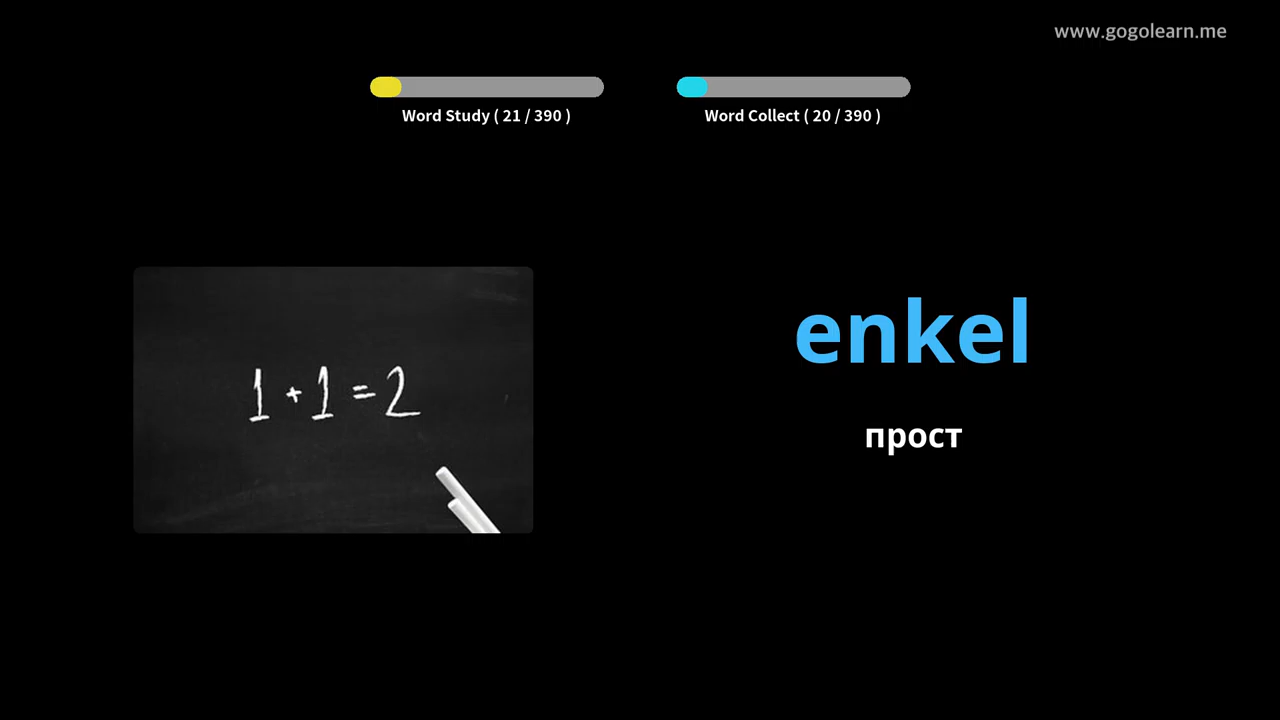 www.gogolearn.me
Word Study ( 21 / 390 )
Word Collect ( 20 / 390 )
1 + 1 = 2
enkel
прост